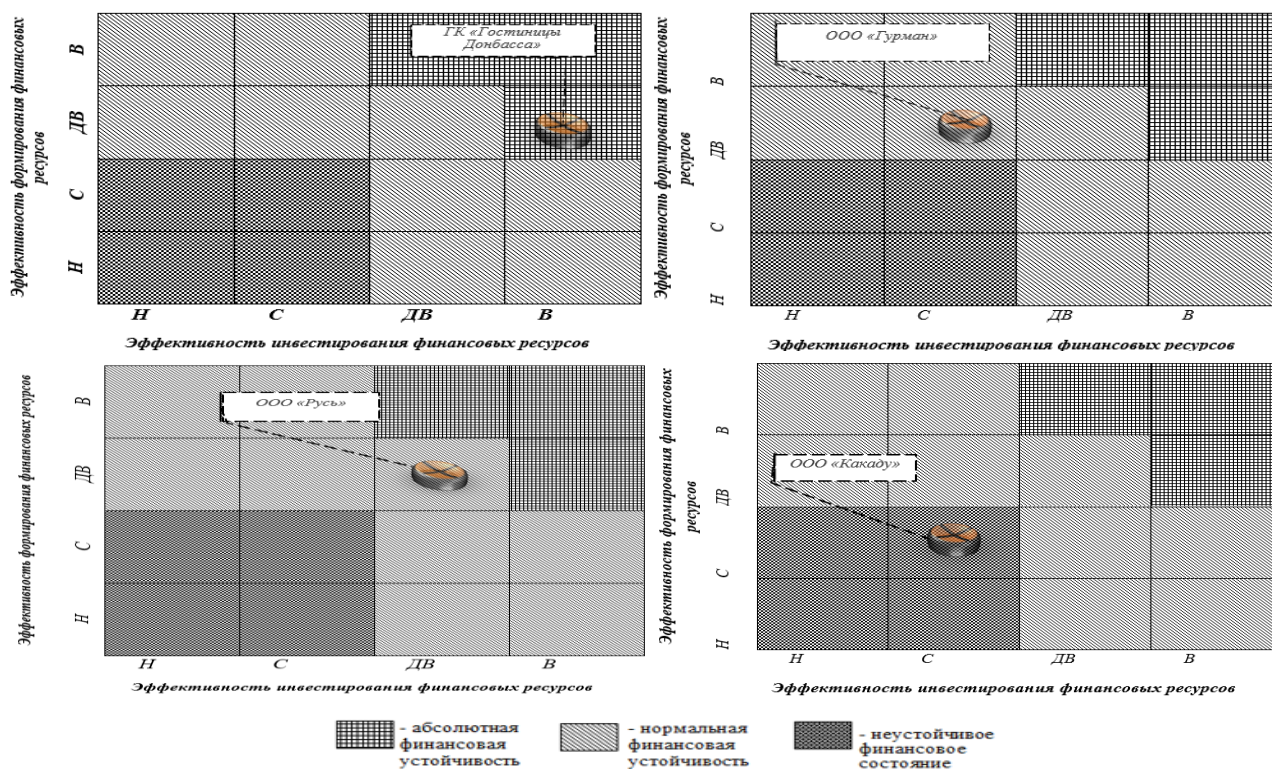 Эффективность формирования финансовых
ресурсов
В
ДВ
С
Н
ГК «Гостиницы
Донбасса»
Н С ДВ В
Эффективность инвестирования финансовых ресурсов
Эффективность формирования финансовых
ресурсов
В
ДВ
С
Н
ООО «Гурман»
Н С ДВ В
Эффективность инвестирования финансовых ресурсов
Эффективность формирования финансовых ресурсов
В
ДВ
С
Н
ООО «Русь»
Н С ДВ В
Эффективность инвестирования финансовых ресурсов
Эффективность формирования финансовых
ресурсов
В
ДВ
С
Н
ООО «Какаду»
Н С ДВ В
Эффективность инвестирования финансовых ресурсов
- абсолютная
финансовая
устойчивость
- нормальная
финансовая
устойчивость
- неустойчивое
финансовое
состояние